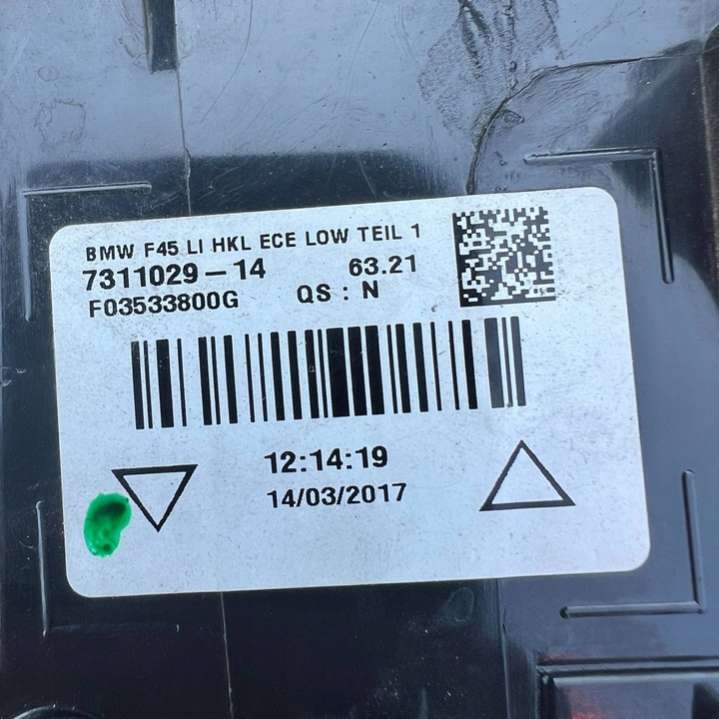 BMW F45 LI HKL ECE LOW TEIL 1
7311029-14 63.21
F03533800G QS : N
12:14:19
14/03/2017